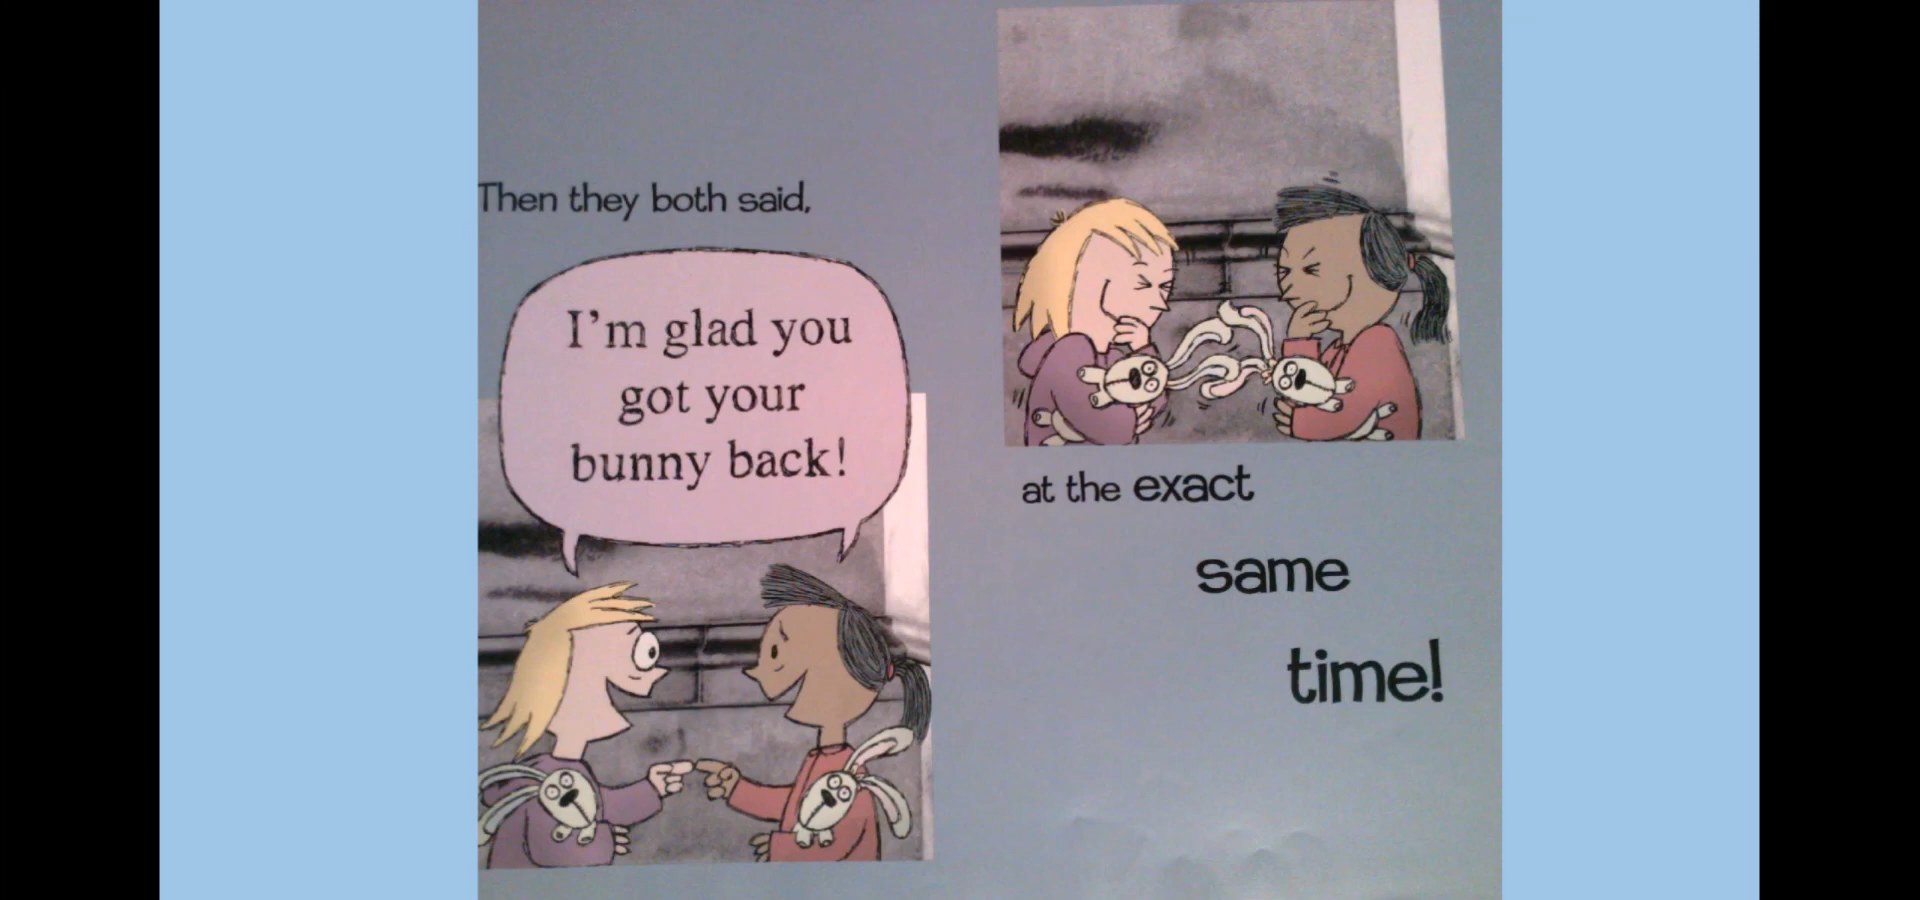 Then they both said,
I'm glad you
got your
bunny back!
at the exact
same
time!